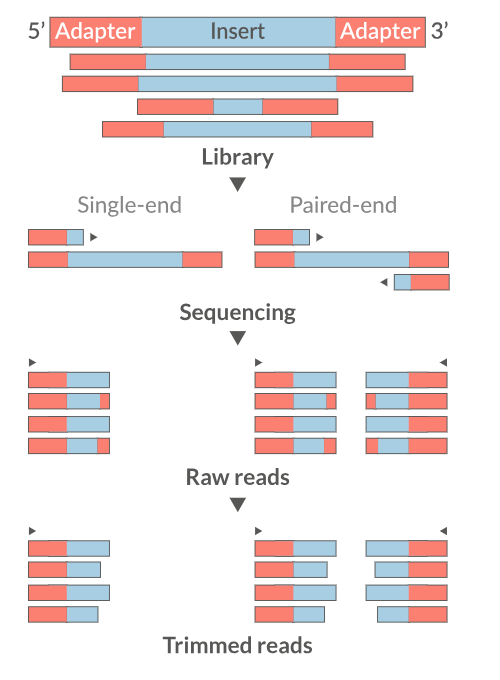 5’ Adapter Insert Adapter 3’
Library
Single-end Paired-end
Sequencing
Raw reads
Trimmed reads